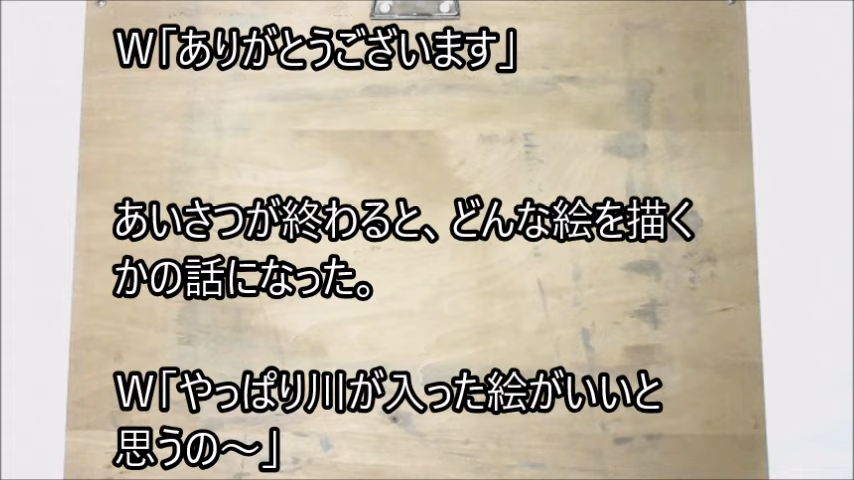 W「ありがとうございます」
あいさつが終わると、どんな絵を描く
かの話になった。
W「やっぱり川が入った絵がいいと
思うの～」